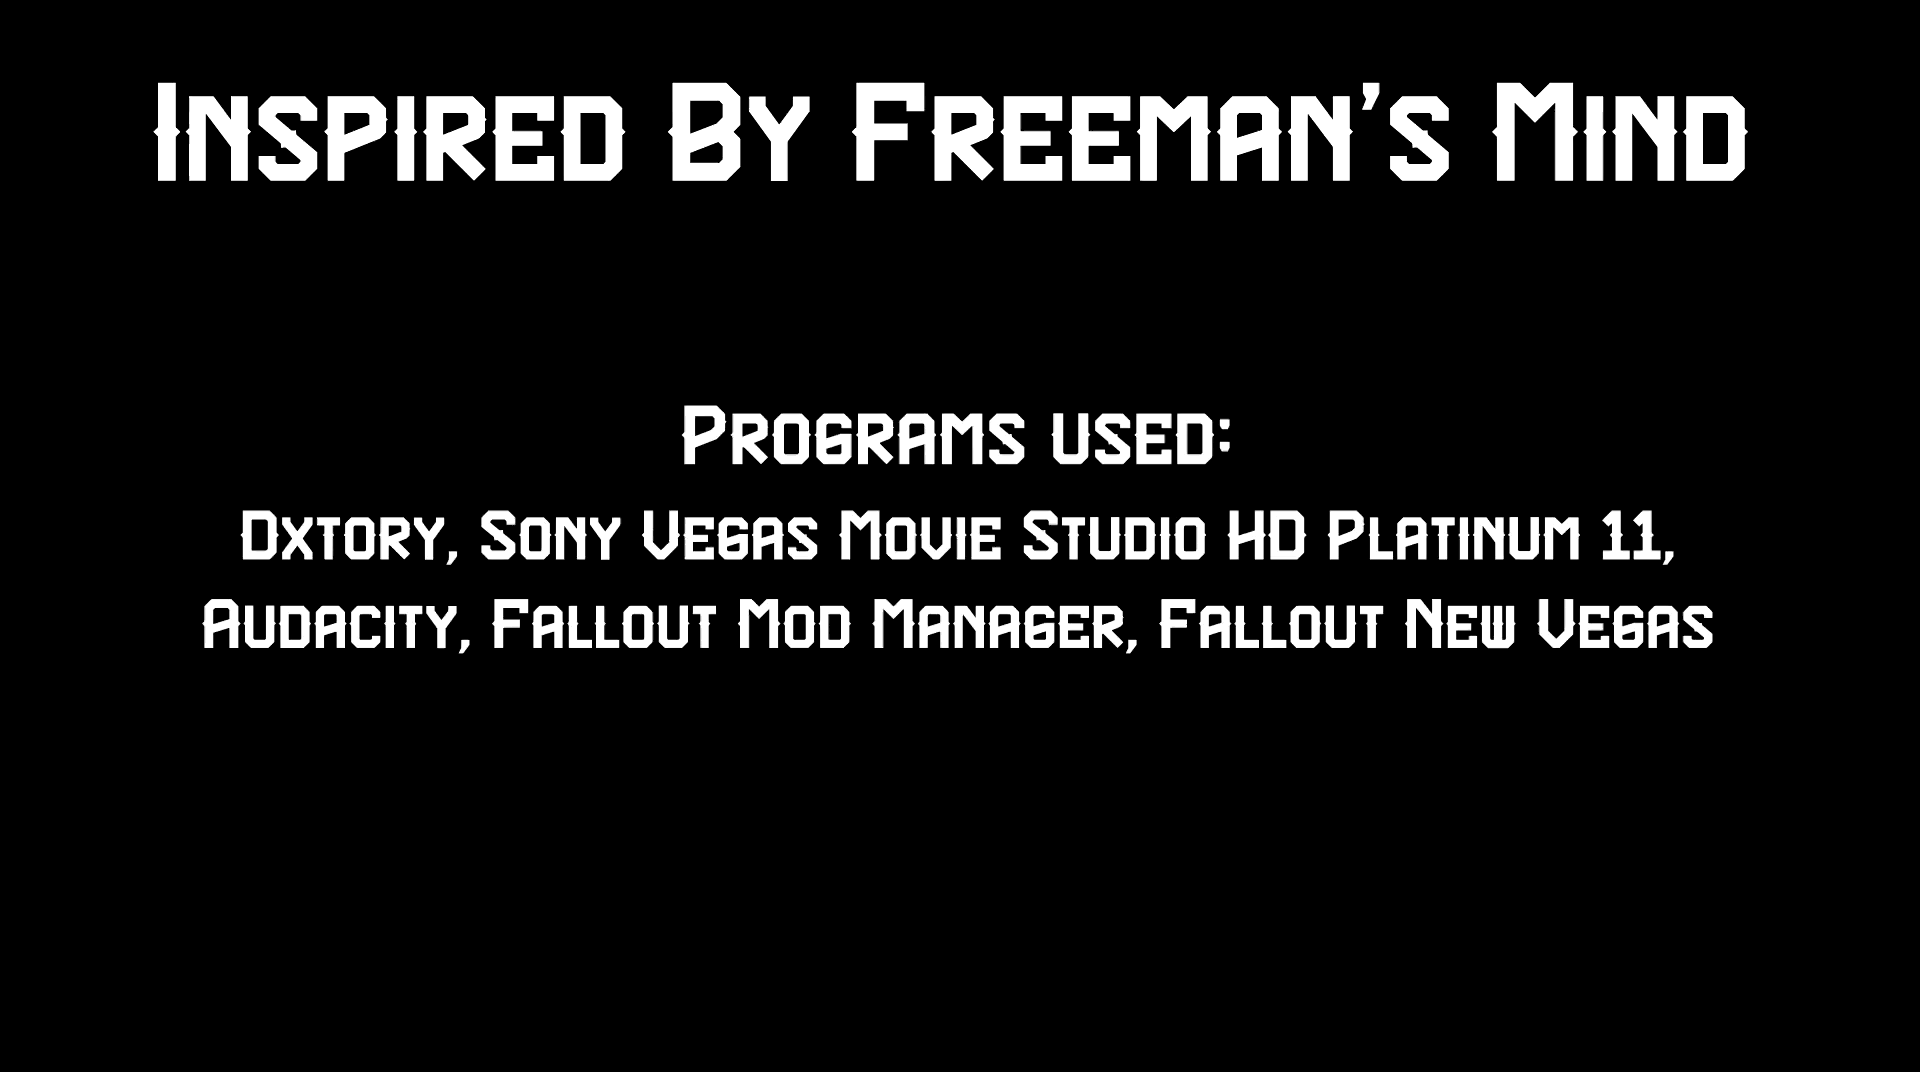 Inspired By Freeman's Mind
Programs used:
Dxtory, Sony Vegas Movie Studio HD Platinum 11,
Audacity, Fallout Mod Manager, Fallout New Vegas